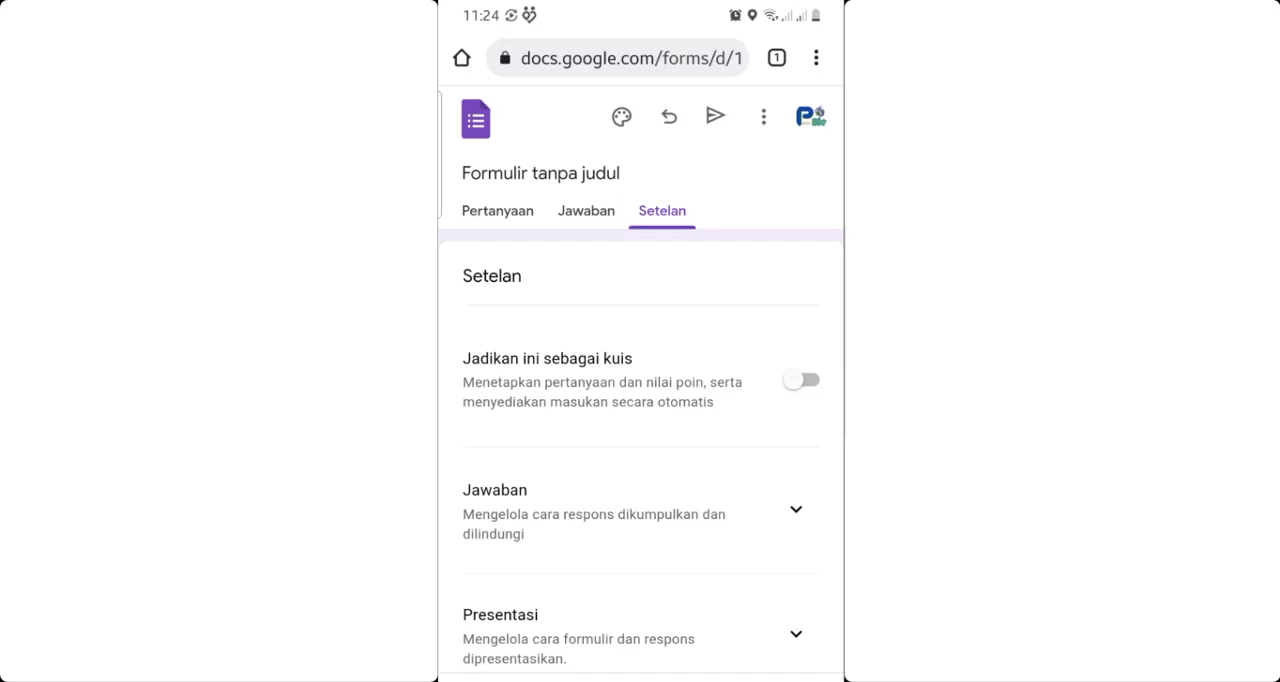 11:24
docs.google.com/forms/d/1
1
Formulir tanpa judul
Pertanyaan Jawaban Setelan
Setelan
Jadikan ini sebagai kuis
Menetapkan pertanyaan dan nilai poin, serta
menyediakan masukan secara otomatis
Jawaban
Mengelola cara respons dikumpulkan dan
dilindungi
Presentasi
Mengelola cara formulir dan respons
dipresentasikan.